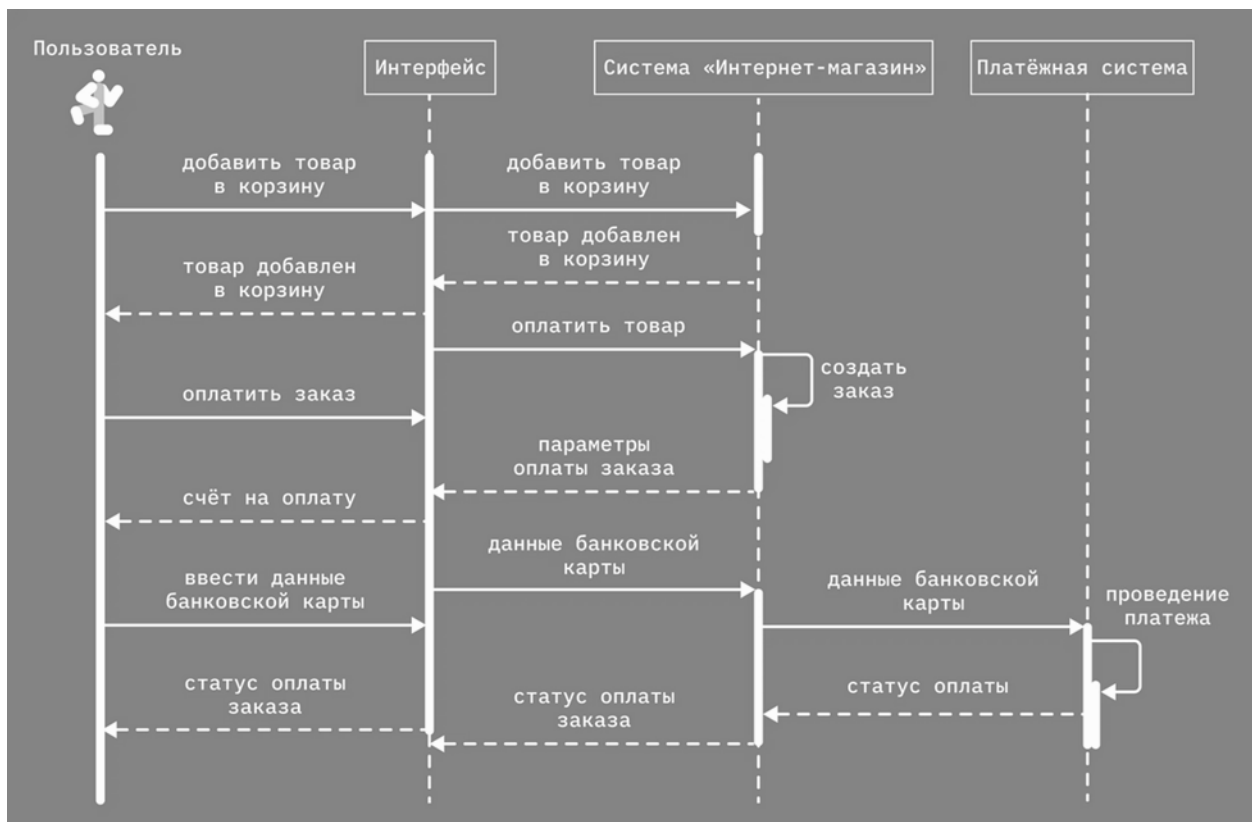 Пользователь
Интерфейс
Система «Интернет-магазин»
Платёжная система
добавить товар
в корзину
добавить товар
в корзину
товар добавлен
в корзину
товар добавлен
в корзину
оплатить товар
создать
заказ
оплатить заказ
параметры
оплаты заказа
счёт на оплату
данные банковской
карты
ввести данные
банковской карты
данные банковской
карты
проведение
платежа
статус оплаты
заказа
статус оплаты
заказа
статус оплаты